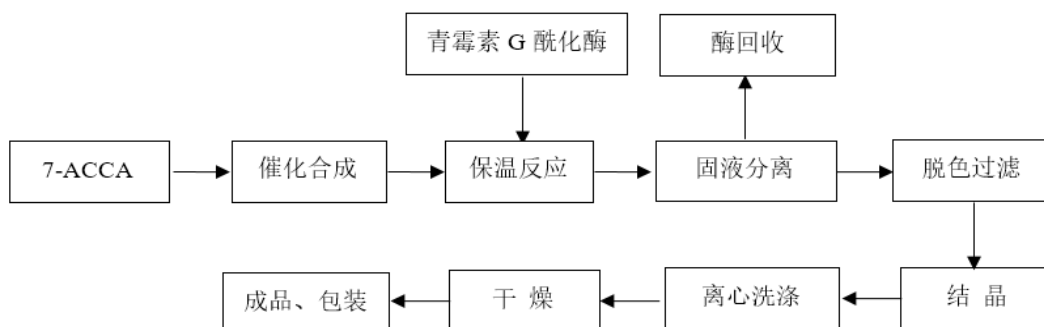 青霉素 G 酰化酶
酶回收
7-ACCA
催化合成
保温反应
固液分离
脱色过滤
成品、包装
干 燥
离心洗涤
结 晶